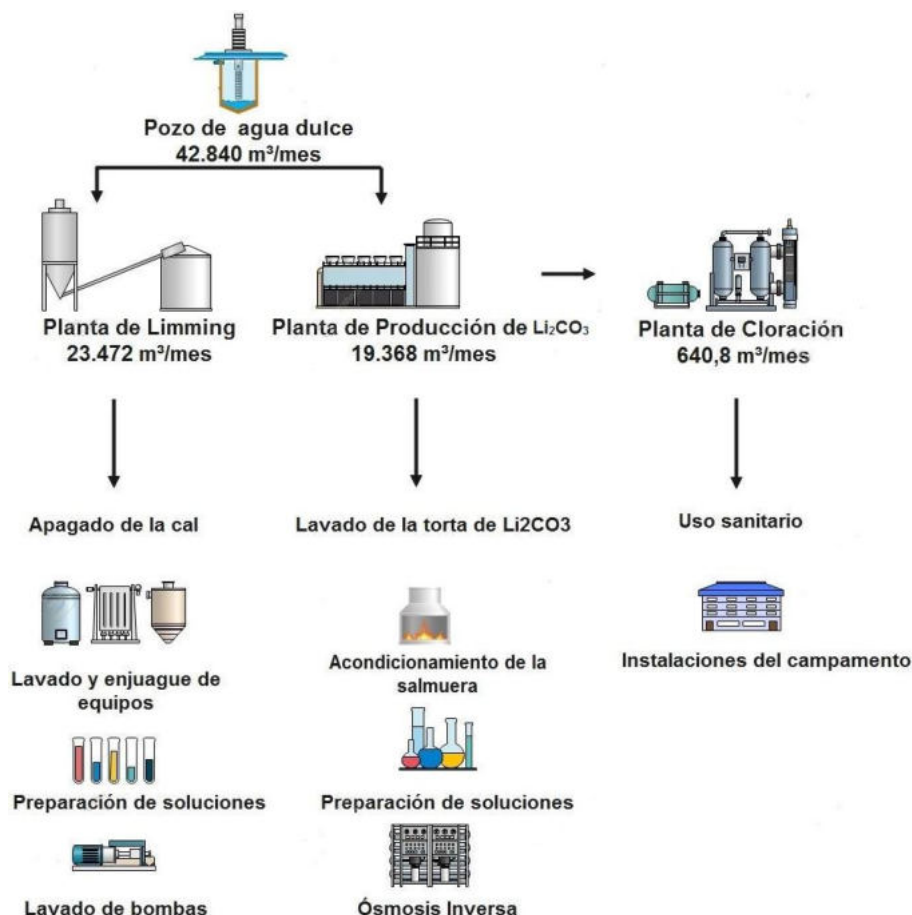 Pozo de agua dulce
42.840 m³/mes
Planta de Limming
23.472 m³/mes
Planta de Producción de Li₂CO₃
19.368 m³/mes
Planta de Cloración
640,8 m³/mes
Apagado de la cal
Lavado de la torta de Li2CO3
Uso sanitario
Lavado y enjuague de
equipos
Acondicionamiento de la
salmuera
Instalaciones del campamento
Preparación de soluciones
Preparación de soluciones
Lavado de bombas
Ósmosis Inversa